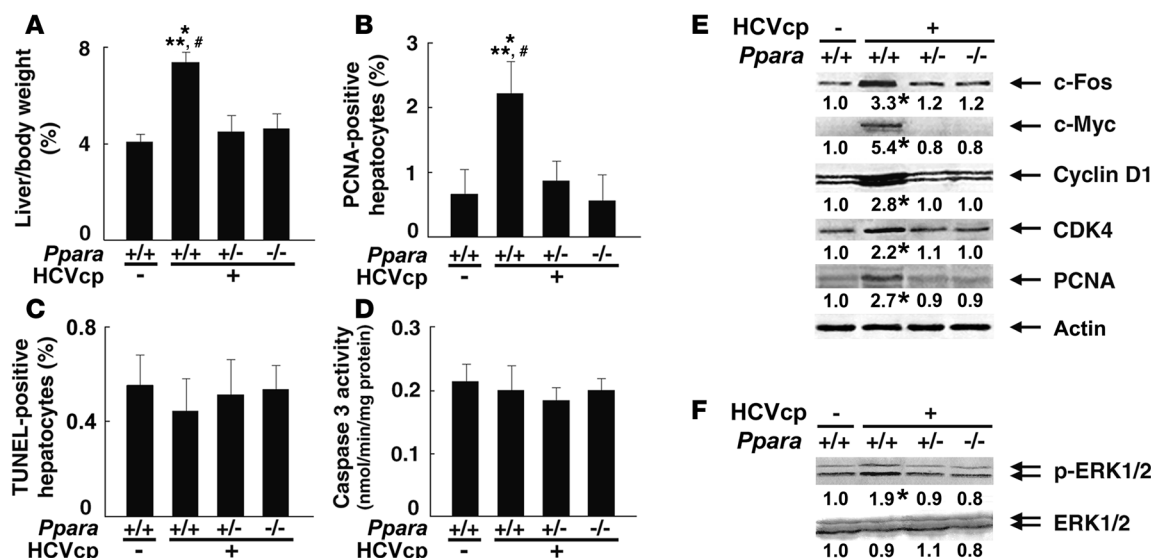 A
Liver/body weight
(%)
8
4
0
*
**, #
Ppara +/+ +/+ +/- -/-
HCVcp - +
B
PCNA-positive
hepatocytes (%)
3
2
1
0
*
**, #
Ppara +/+ +/+ +/- -/-
HCVcp - +
C
TUNEL-positive
hepatocytes (%)
0.8
0.4
0
Ppara +/+ +/+ +/- -/-
HCVcp - +
D
Caspase 3 activity
(nmol/min/mg protein)
0.3
0.2
0.1
0
Ppara +/+ +/+ +/- -/-
HCVcp - +
E
HCVcp - +
Ppara +/+ +/+ +/- -/-
c-Fos
1.0 3.3* 1.2 1.2
c-Myc
1.0 5.4* 0.8 0.8
Cyclin D1
1.0 2.8* 1.0 1.0
CDK4
1.0 2.2* 1.1 1.0
PCNA
1.0 2.7* 0.9 0.9
Actin
F
HCVcp - +
Ppara +/+ +/+ +/- -/-
p-ERK1/2
1.0 1.9* 0.9 0.8
ERK1/2
1.0 0.9 1.1 0.8